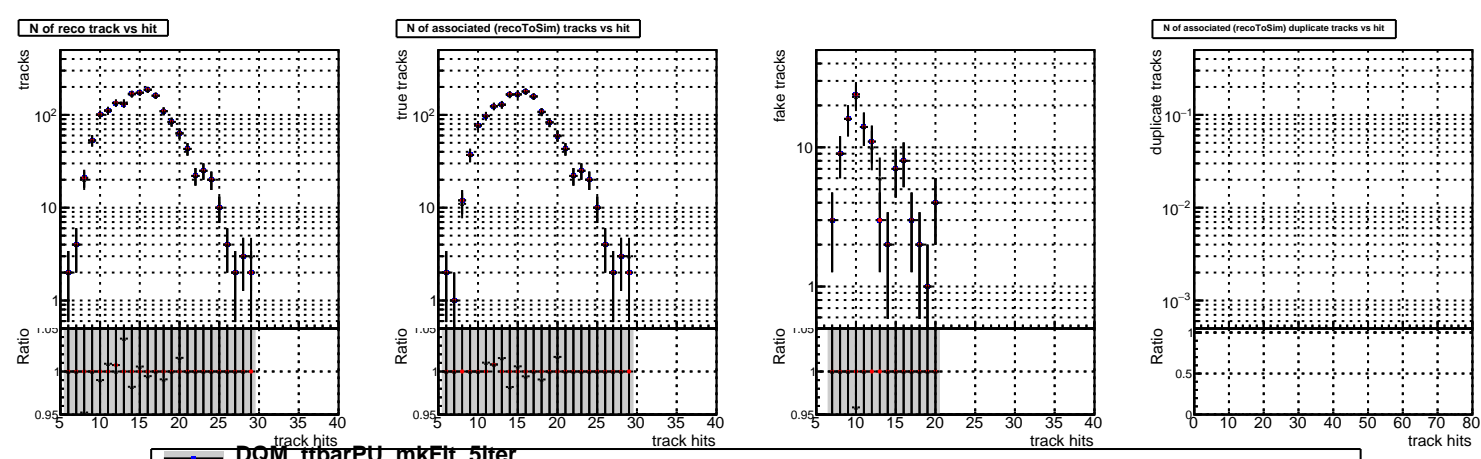 N of reco track vs hit
N of associated (recoToSim) tracks vs hit
N of associated (recoToSim) duplicate tracks vs hit
tracks
10²
10
1
Ratio
1.05
1
0.95
5 10 15 20 25 30 35 40
track hits
true tracks
10²
10
1
Ratio
1.05
1
0.95
5 10 15 20 25 30 35 40
track hits
fake tracks
10
1
Ratio
1.05
1
0.95
5 10 15 20 25 30 35 40
track hits
duplicate tracks
10⁻¹
10⁻²
10⁻³
Ratio
1
0.5
0
0 10 20 30 40 50 60 70 80
track hits
DQM_ttbarPU_mkFit_5iter